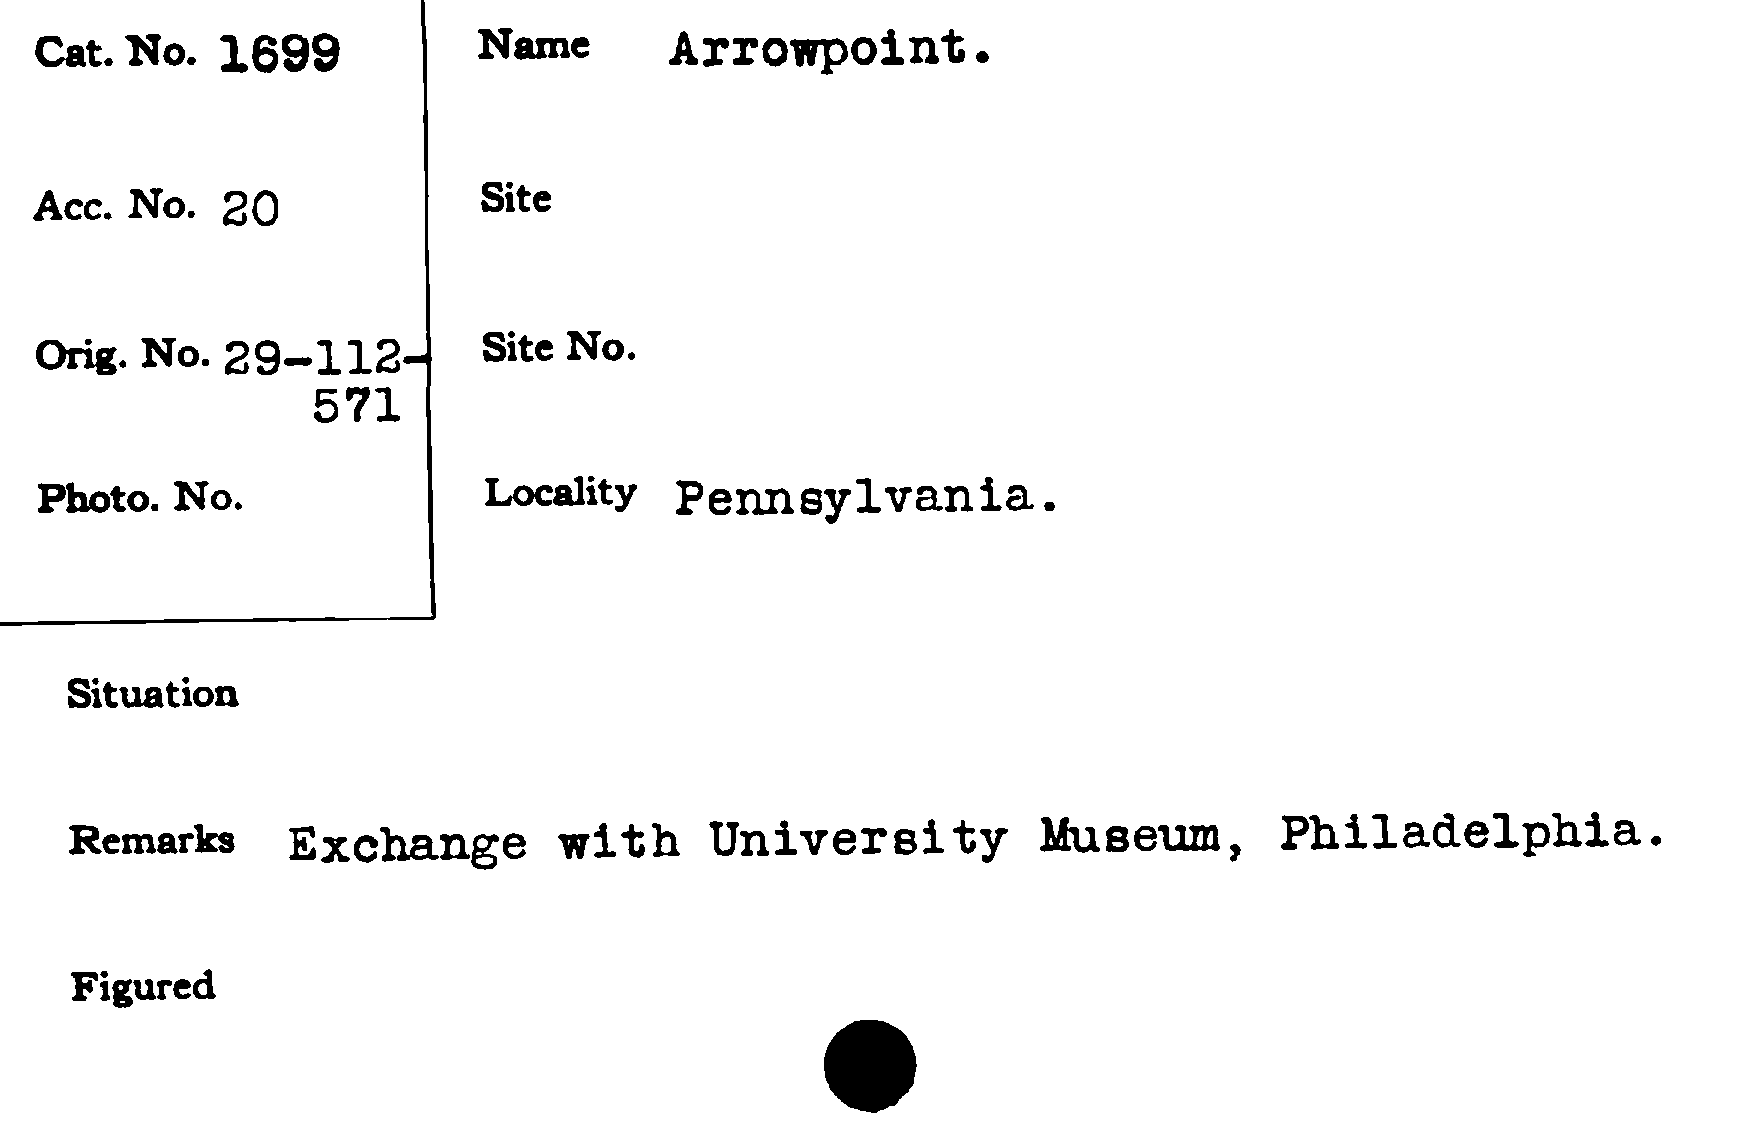 Cat. No. 1699
Acc. No. 20
Orig. No. 29-112-
571
Photo. No.
Name Arrowpoint.
Site
Site No.
Locality Pennsylvania.
Situation
Remarks Exchange with University Museum, Philadelphia.
Figured